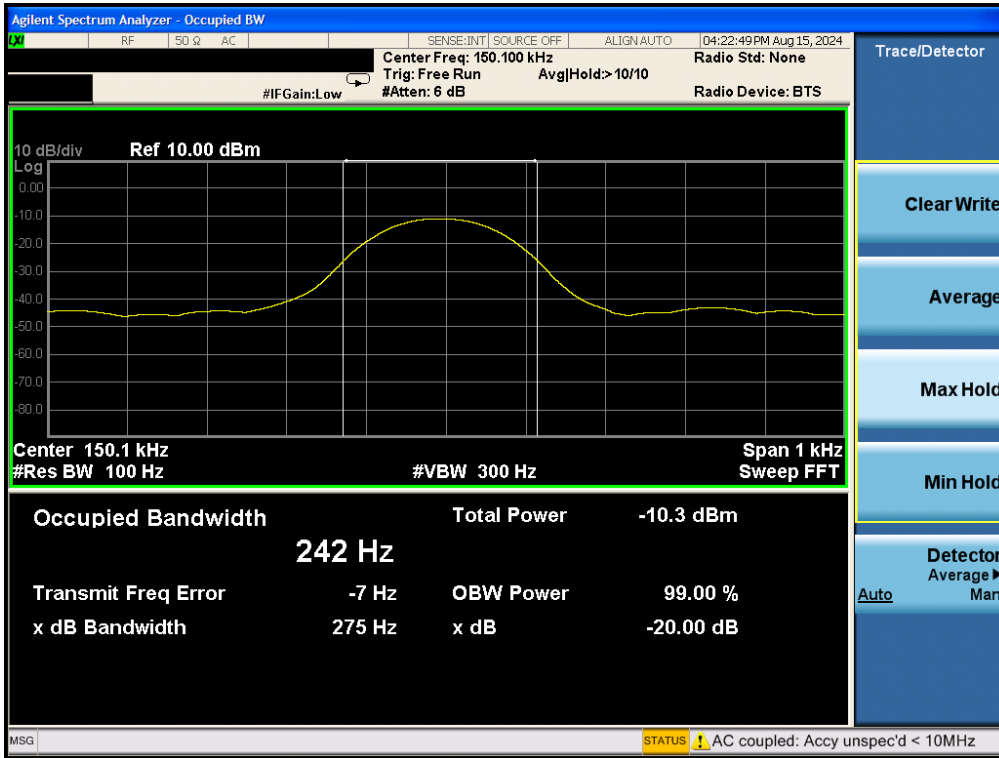 Agilent Spectrum Analyzer - Occupied BW
LXI RF 50 Ω AC SENSE:INT SOURCE OFF ALIGN AUTO 04:22:49 PM Aug 15, 2024
Center Freq: 150.100 kHz Radio Std: None
Trig: Free Run Avg|Hold:> 10/10
#IFGain:Low #Atten: 6 dB Radio Device: BTS
Trace/Detector
10 dB/div Ref 10.00 dBm
Log
0.00
-10.0
-20.0
-30.0
-40.0
-50.0
-60.0
-70.0
-80.0
Center 150.1 kHz Span 1 kHz
#Res BW 100 Hz #VBW 300 Hz Sweep FFT
Occupied Bandwidth Total Power -10.3 dBm
242 Hz
Transmit Freq Error -7 Hz OBW Power 99.00 %
x dB Bandwidth 275 Hz x dB -20.00 dB
Clear Write
Average
Max Hold
Min Hold
Detector
Average
Auto Man
MSG STATUS AC coupled: Accy unspec'd < 10MHz